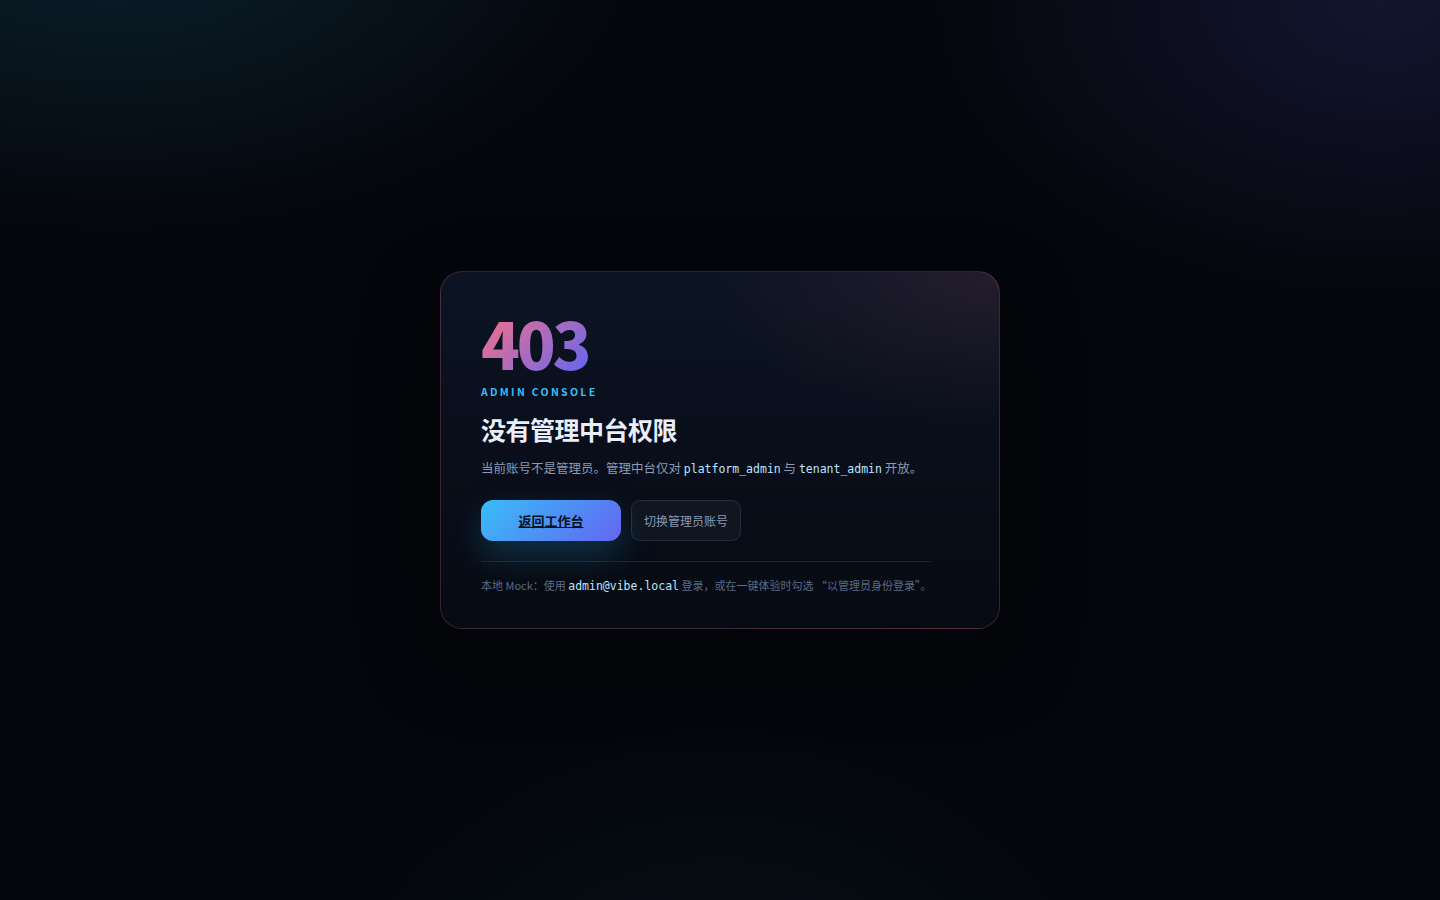 403
ADMIN CONSOLE
没有管理中台权限
当前账号不是管理员。管理中台仅对 platform_admin 与 tenant_admin 开放。
返回工作台
切换管理员账号
本地 Mock：使用 admin@vibe.local 登录，或在一键体验时勾选 “以管理员身份登录”。